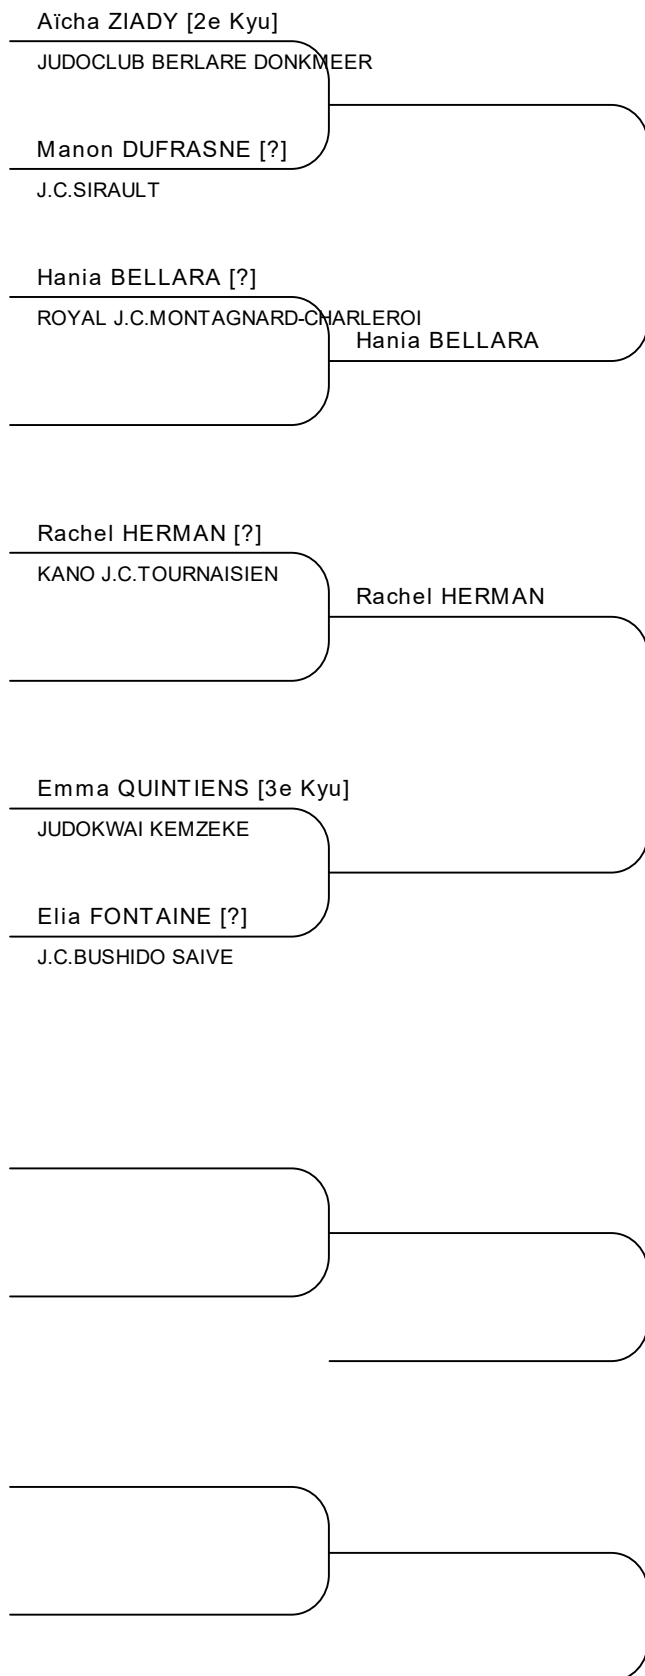 Aïcha ZIADY [2e Kyu]
JUDOCLUB BERLARE DONKMEER
Manon DUFRASNE [?]
J.C.SIRAULT
Hania BELLARA [?]
ROYAL J.C.MONTAGNARD-CHARLEROI
Hania BELLARA
Rachel HERMAN [?]
KANO J.C.TOURNAISIEN
Rachel HERMAN
Emma QUINTIENS [3e Kyu]
JUDOKWAI KEMZEKE
Elia FONTAINE [?]
J.C.BUSHIDO SAIVE